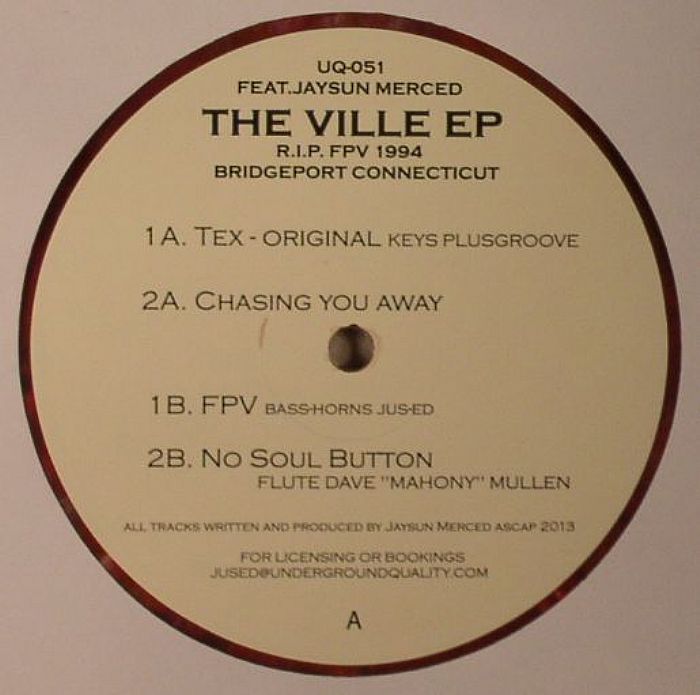 UQ-051
FEAT.JAYSUN MERCED
THE VILLE EP
R.I.P. FPV 1994
BRIDGEPORT CONNECTICUT
1A. TEX - ORIGINAL KEYS PLUSGROOVE
2A. CHASING YOU AWAY
1B. FPV BASS-HORNS JUS-ED
2B. NO SOUL BUTTON
FLUTE DAVE "MAHONY" MULLEN
ALL TRACKS WRITTEN AND PRODUCED BY JAYSUN MERCED ASCAP 2013
FOR LICENSING OR BOOKINGS
JUSED@UNDERGROUNDQUALITY.COM
A